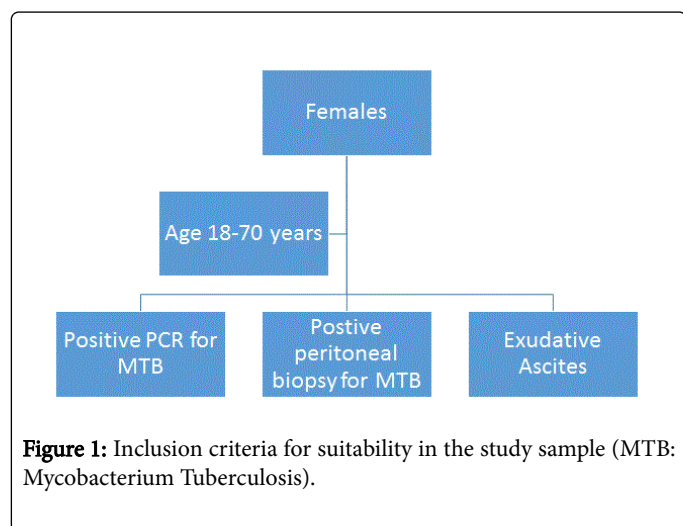 Females
Age 18-70 years
Positive PCR for
MTB
Postive
peritoneal
biopsy for MTB
Exudative
Ascites
Figure 1: Inclusion criteria for suitability in the study sample (MTB:
Mycobacterium Tuberculosis).